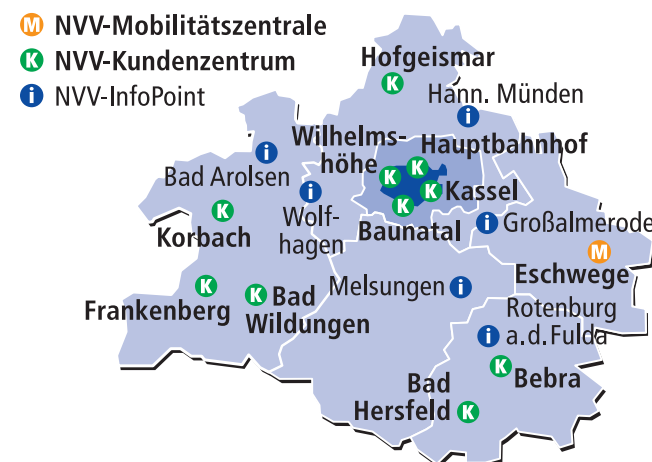 M NVV-Mobilitätszentrale
K NVV-Kundenzentrum
i NVV-InfoPoint
Hofgeismar
K
Hann. Münden
i
Wilhelms-
höhe
K
Hauptbahnhof
K
i
Bad Arolsen
K Kassel
i
Wolf-
hagen
K
Baunatal
K
Korbach
i Großalmerode
M
Eschwege
K
Frankenberg
K Bad
Wildungen
Melsungen i
Rotenburg
i a.d.Fulda
K Bebra
Bad
Hersfeld K